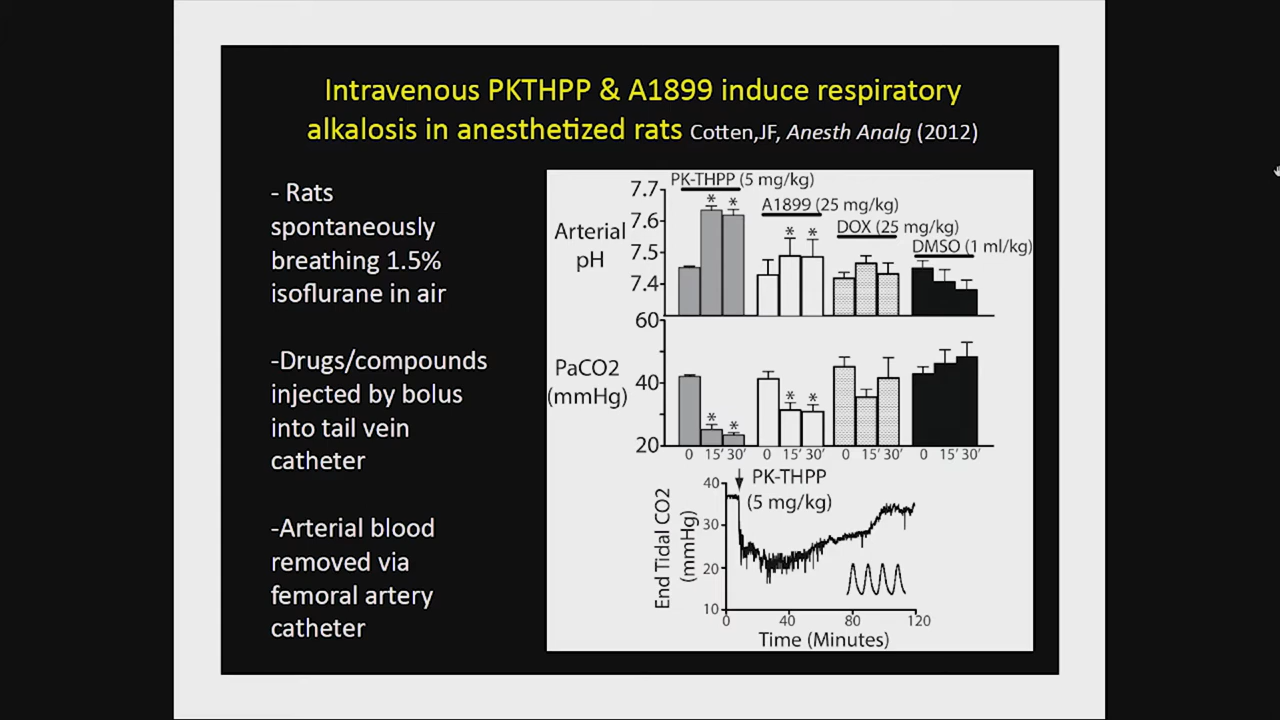 Intravenous PKTHPP & A1899 induce respiratory
alkalosis in anesthetized rats Cotten,JF, Anesth Analg (2012)
- Rats
spontaneously
breathing 1.5%
isoflurane in air
-Drugs/compounds
injected by bolus
into tail vein
catheter
-Arterial blood
removed via
femoral artery
catheter
PK-THPP (5 mg/kg)
A1899 (25 mg/kg)
DOX (25 mg/kg)
DMSO (1 ml/kg)
Arterial
pH
7.7
7.6
7.5
7.4
* *
* *
PaCO2
(mmHg)
60
40
20
* *
* *
0 15' 30' 0 15' 30' 0 15' 30' 0 15' 30'
PK-THPP
(5 mg/kg)
End Tidal CO2
(mmHg)
40
30
20
10
0 40 80 120
Time (Minutes)